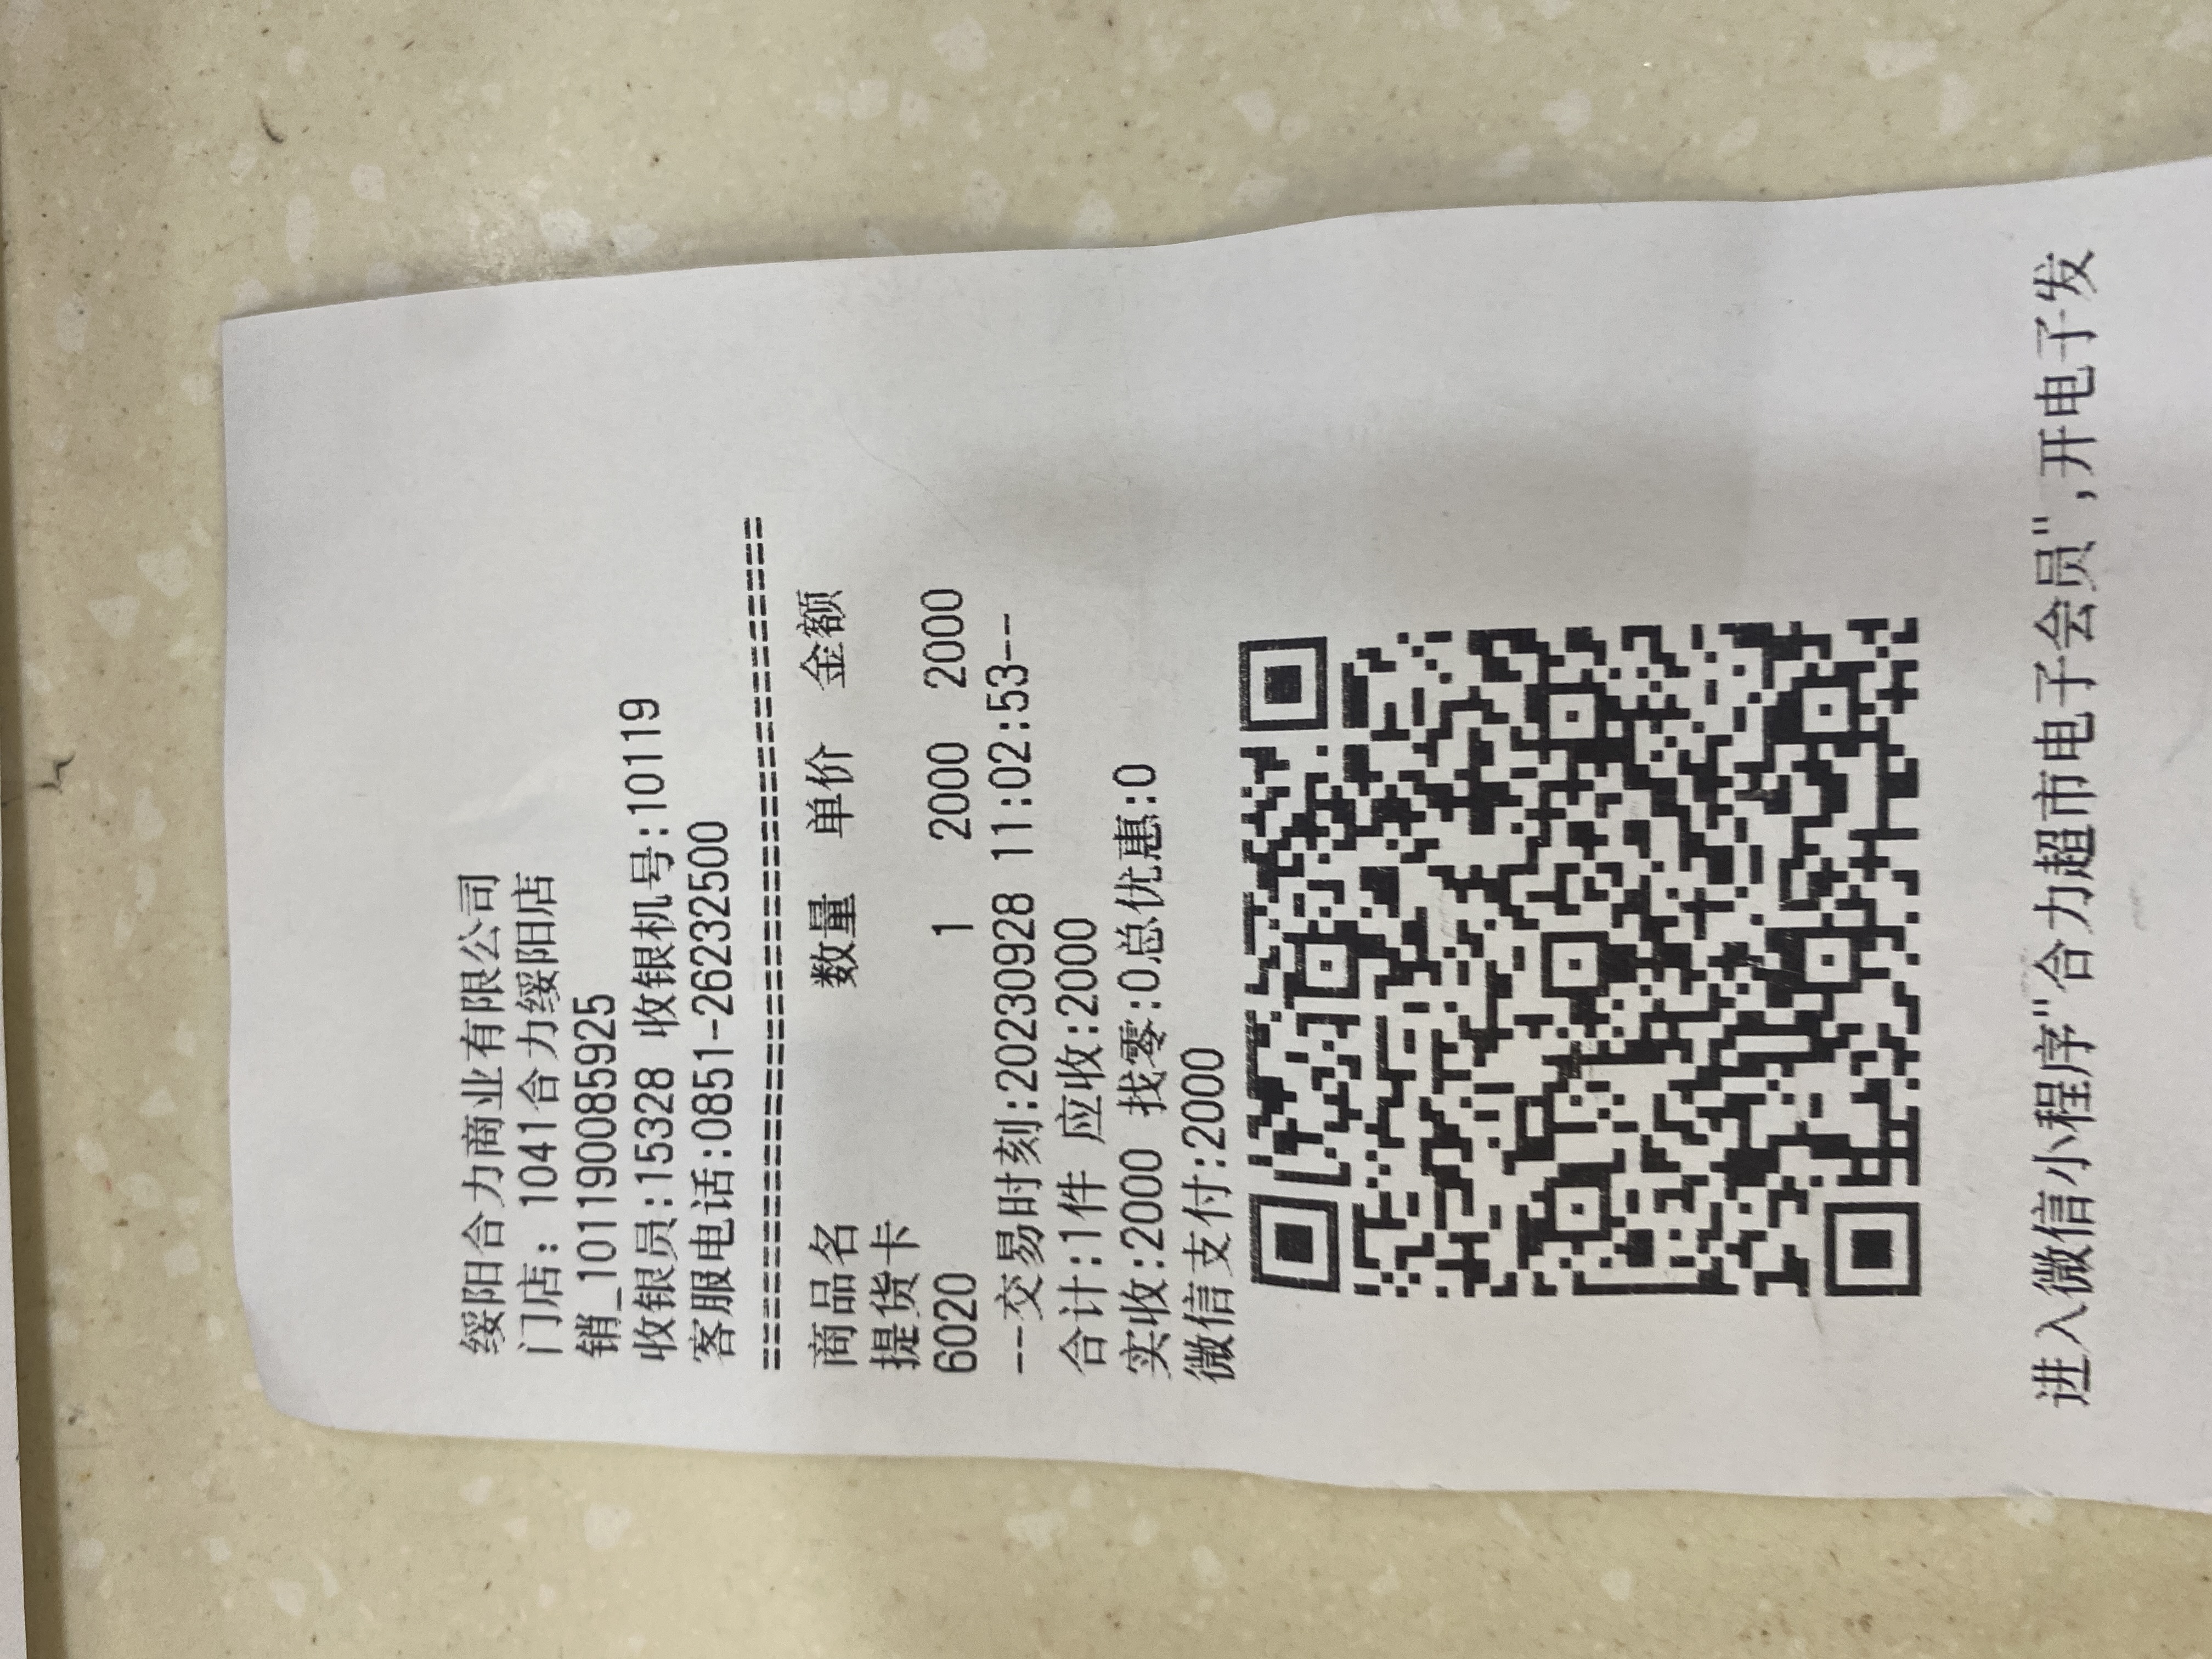 绥阳合力商业有限公司
门店: 1041合力绥阳店
销_101190085925
收银员:15328 收银机号:10119
客服电话:0851-26232500
==========================================
商品名 数量 单价 金额
提货卡
6020 1 2000 2000
--交易时刻:20230928 11:02:53--
合计:1件 应收:2000
实收:2000 找零:0总优惠:0
微信支付:2000
进入微信小程序"合力超市电子会员",开电子发